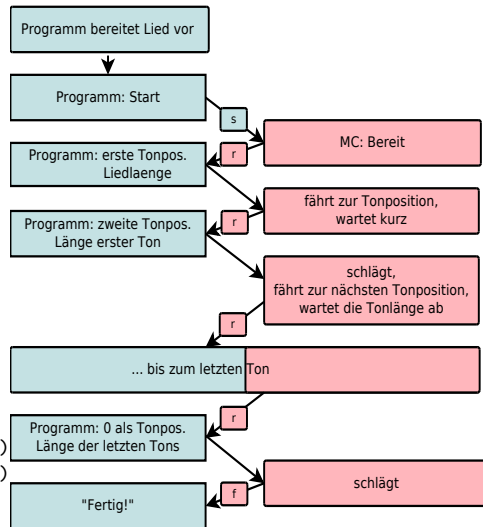 Programm bereitet Lied vor
Programm: Start
s
MC: Bereit
r
Programm: erste Tonpos.
Liedlaenge
fährt zur Tonposition,
wartet kurz
r
Programm: zweite Tonpos.
Länge erster Ton
schlägt,
fährt zur nächsten Tonposition,
wartet die Tonlänge ab
r
... bis zum letzten Ton
r
Programm: 0 als Tonpos.
Länge der letzten Tons
)
)
schlägt
f
"Fertig!"